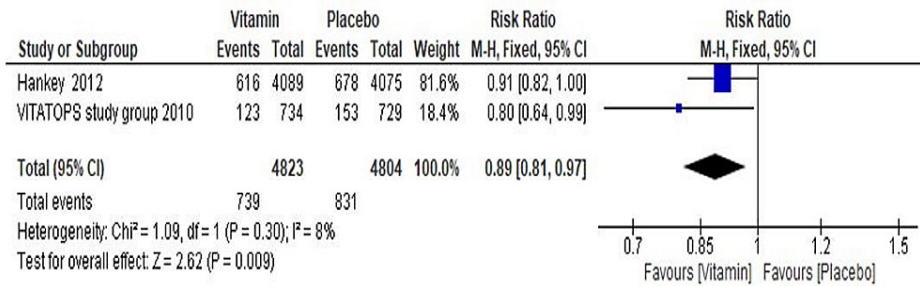 Vitamin Placebo Risk Ratio Risk Ratio
Study or Subgroup Events Total Events Total Weight M-H, Fixed, 95% CI M-H, Fixed, 95% CI
Hankey 2012 616 4089 678 4075 81.6% 0.91 [0.82, 1.00]
VITATOPS study group 2010 123 734 153 729 18.4% 0.80 [0.64, 0.99]
Total (95% CI) 4823 4804 100.0% 0.89 [0.81, 0.97]
Total events 739 831
Heterogeneity: Chi² = 1.09, df = 1 (P = 0.30); I² = 8%
Test for overall effect: Z = 2.62 (P = 0.009)
0.7 0.85 1 1.2 1.5
Favours [Vitamin] Favours [Placebo]